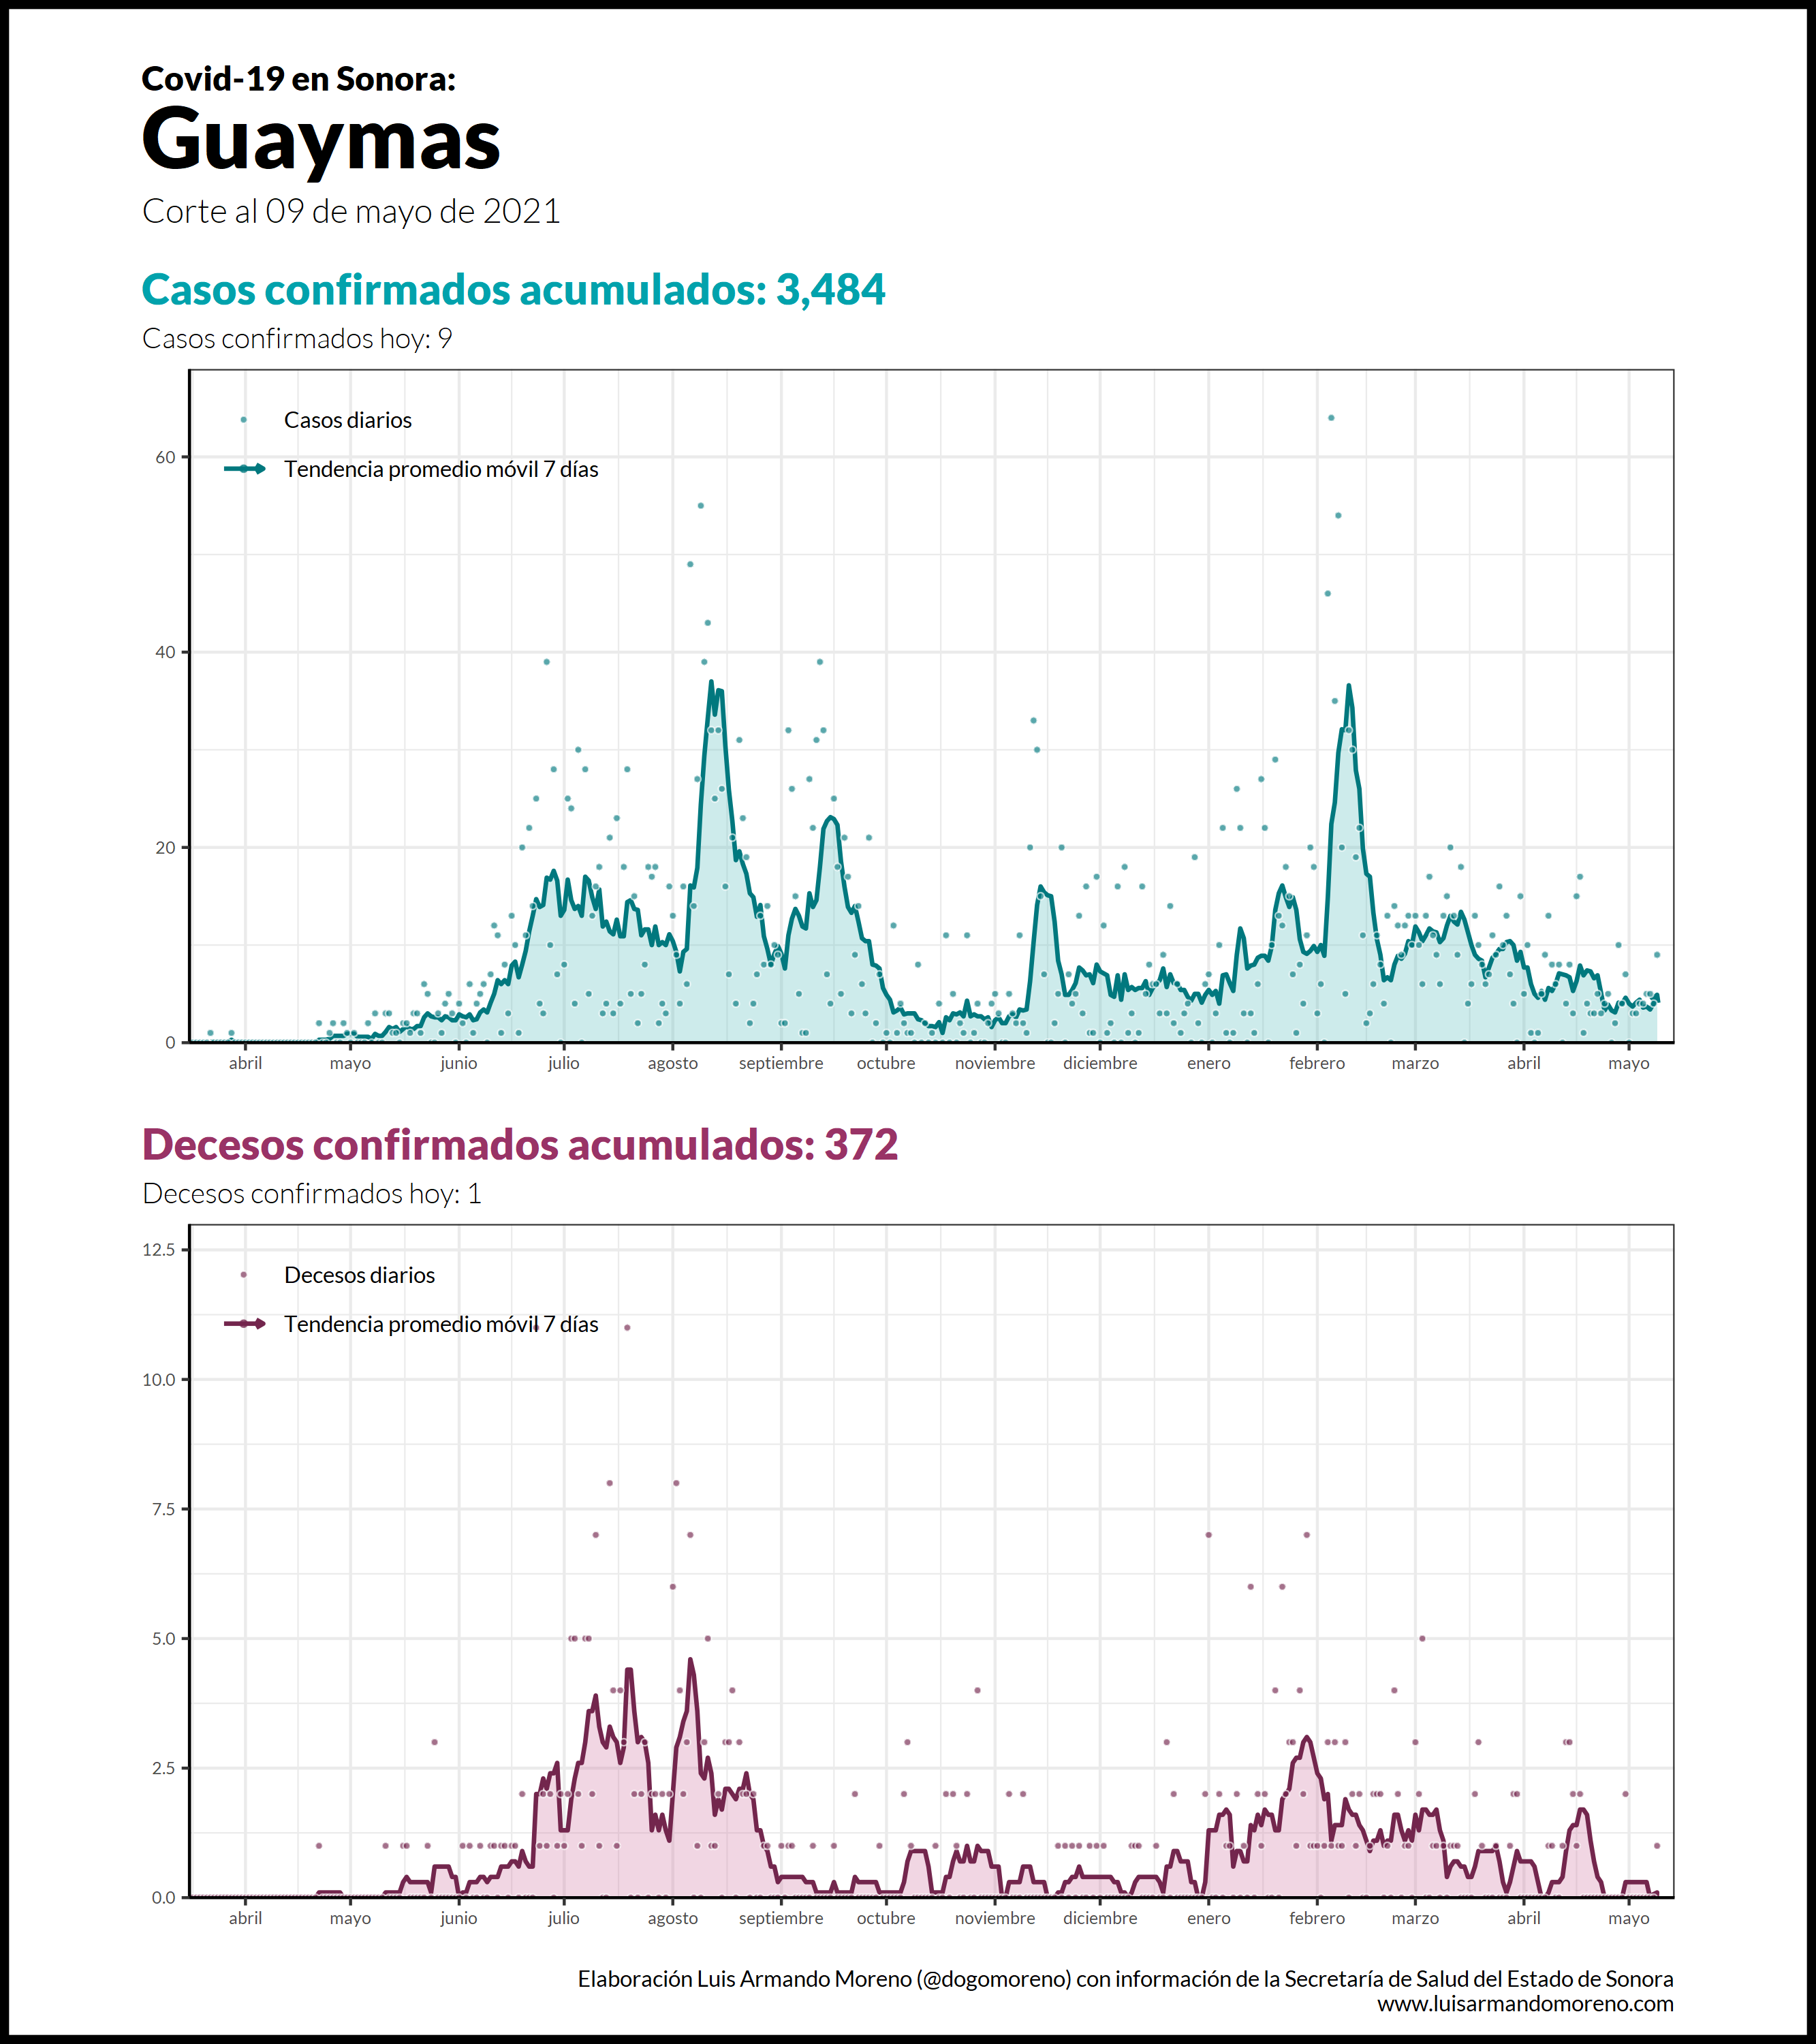 Covid-19 en Sonora:
Guaymas
Corte al 09 de mayo de 2021
Casos confirmados acumulados: 3,484
Casos confirmados hoy: 9
Casos diarios
Tendencia promedio móvil 7 días
60
40
20
0
abril mayo junio julio agosto septiembre octubre noviembre diciembre enero febrero marzo abril mayo
Decesos confirmados acumulados: 372
Decesos confirmados hoy: 1
12.5
Decesos diarios
Tendencia promedio móvil 7 días
10.0
7.5
5.0
2.5
0.0
abril mayo junio julio agosto septiembre octubre noviembre diciembre enero febrero marzo abril mayo
Elaboración Luis Armando Moreno (@dogomoreno) con información de la Secretaría de Salud del Estado de Sonora
www.luisarmandomoreno.com